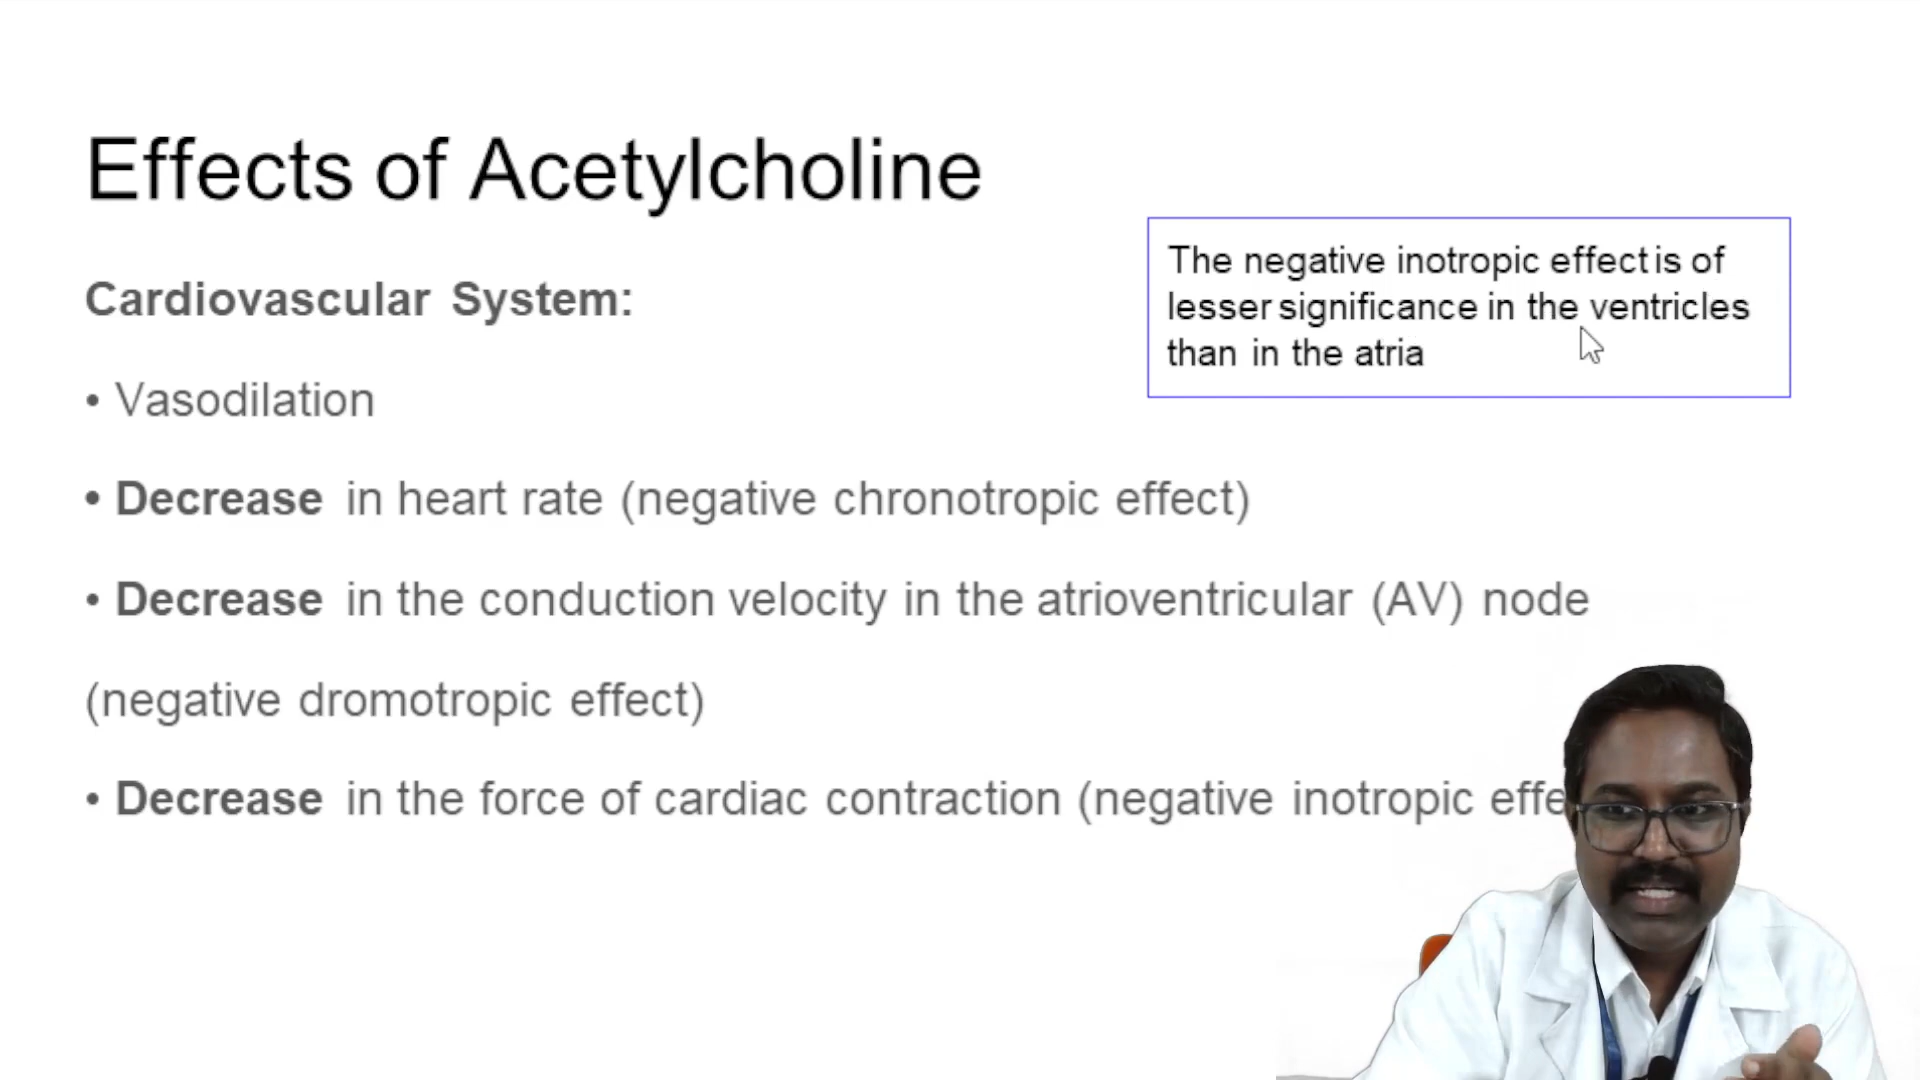 Effects of Acetylcholine
The negative inotropic effect is of
lesser significance in the ventricles
than in the atria
Cardiovascular System:
• Vasodilation
• Decrease in heart rate (negative chronotropic effect)
• Decrease in the conduction velocity in the atrioventricular (AV) node
(negative dromotropic effect)
• Decrease in the force of cardiac contraction (negative inotropic